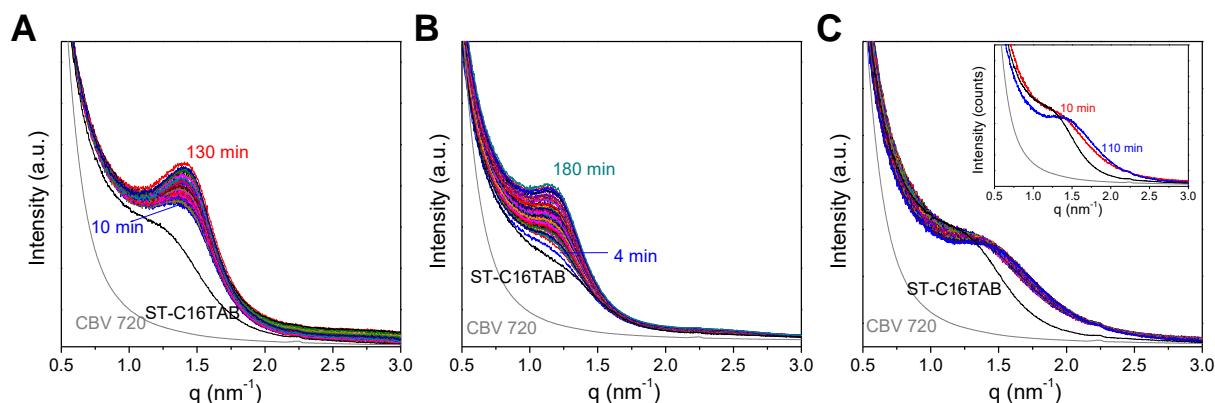 A
130 min
10 min
ST-C16TAB
CBV 720
Intensity (a.u.)
0.5 1.0 1.5 2.0 2.5 3.0
q (nm⁻¹)
B
180 min
4 min
ST-C16TAB
CBV 720
Intensity (a.u.)
0.5 1.0 1.5 2.0 2.5 3.0
q (nm⁻¹)
C
10 min
110 min
Intensity (counts)
0.5 1.0 1.5 2.0 2.5 3.0
q (nm⁻¹)
ST-C16TAB
CBV 720
Intensity (a.u.)
0.5 1.0 1.5 2.0 2.5 3.0
q (nm⁻¹)